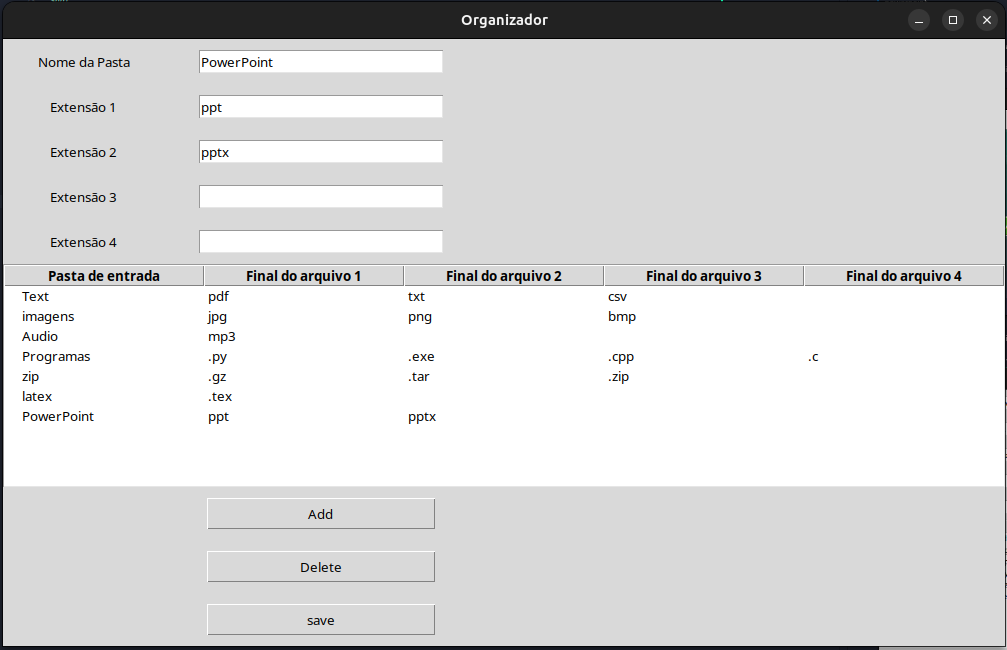 Organizador
Nome da Pasta PowerPoint
Extensão 1 ppt
Extensão 2 pptx
Extensão 3
Extensão 4
Pasta de entrada Final do arquivo 1 Final do arquivo 2 Final do arquivo 3 Final do arquivo 4
Text pdf txt csv
imagens jpg png bmp
Audio mp3
Programas .py .exe .cpp .c
zip .gz .tar .zip
latex .tex
PowerPoint ppt pptx
Add
Delete
save